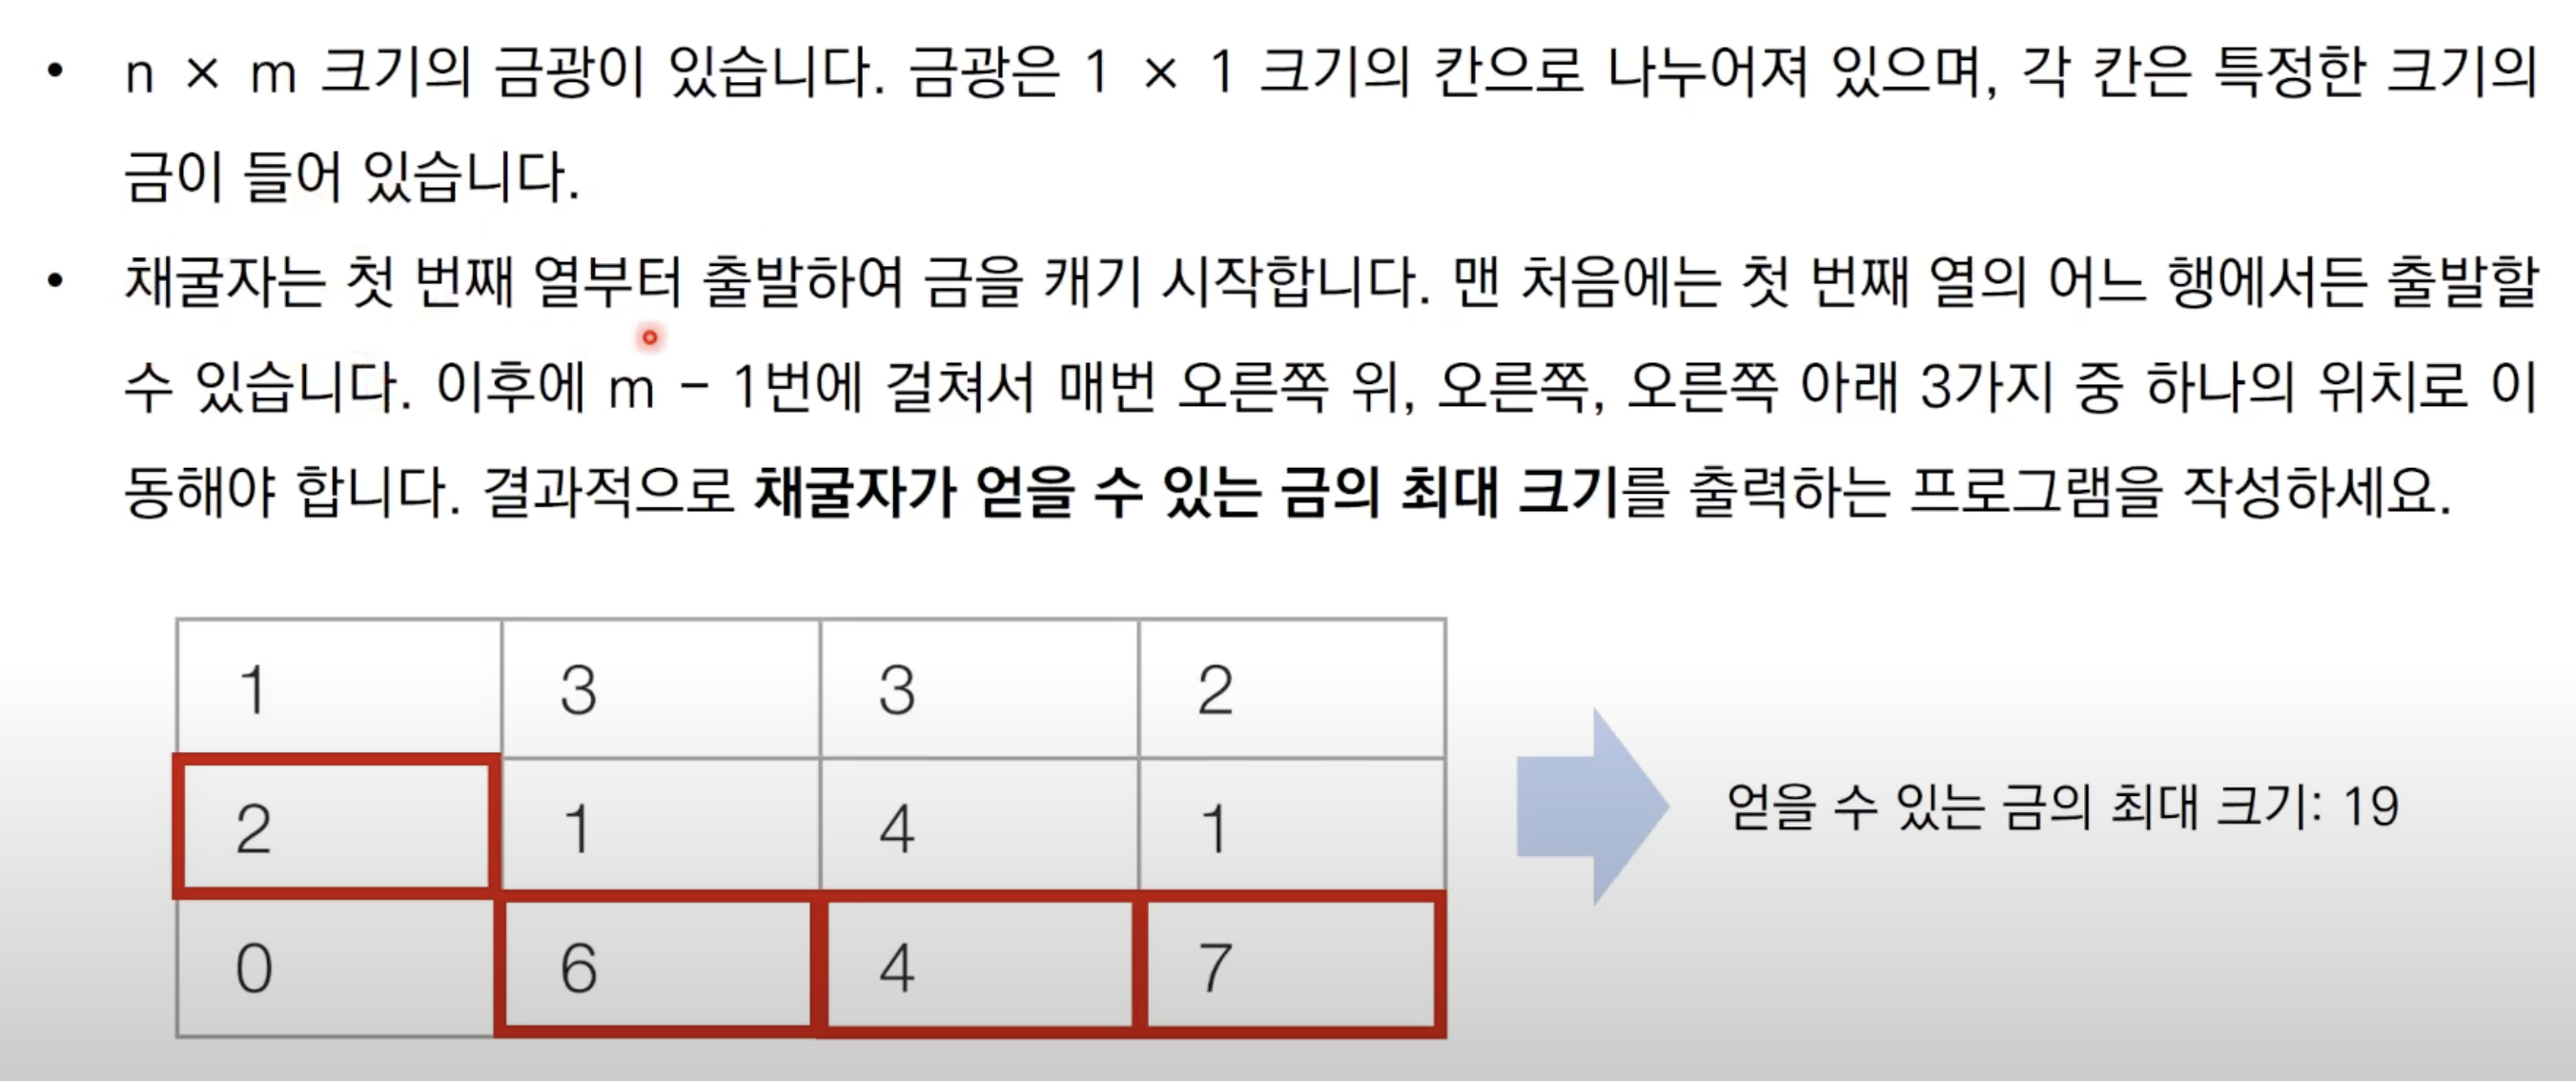 • n × m 크기의 금광이 있습니다. 금광은 1 × 1 크기의 칸으로 나누어져 있으며, 각 칸은 특정한 크기의
금이 들어 있습니다.
• 채굴자는 첫 번째 열부터 출발하여 금을 캐기 시작합니다. 맨 처음에는 첫 번째 열의 어느 행에서든 출발할
수 있습니다. 이후에 m – 1번에 걸쳐서 매번 오른쪽 위, 오른쪽, 오른쪽 아래 3가지 중 하나의 위치로 이
동해야 합니다. 결과적으로 채굴자가 얻을 수 있는 금의 최대 크기를 출력하는 프로그램을 작성하세요.
1 3 3 2
2 1 4 1
0 6 4 7
얻을 수 있는 금의 최대 크기: 19